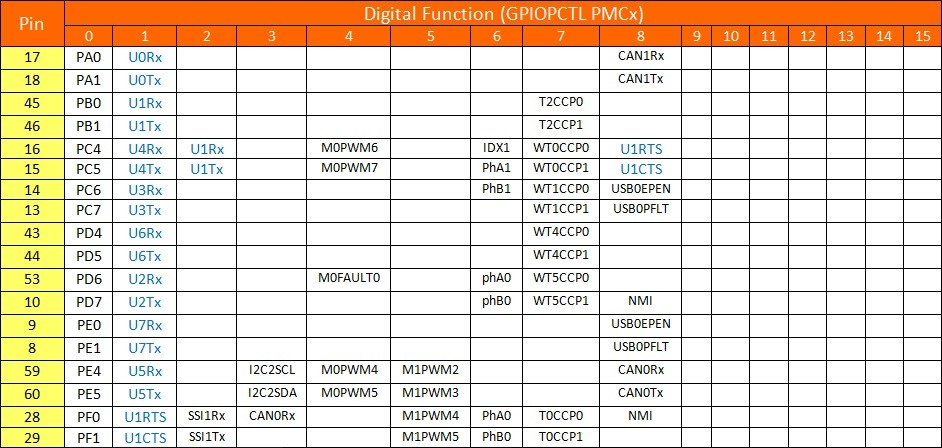 Pin Digital Function (GPIOPCTL PMCx)
0 1 2 3 4 5 6 7 8 9 10 11 12 13 14 15
17 PA0 U0Rx CAN1Rx
18 PA1 U0Tx CAN1Tx
45 PB0 U1Rx T2CCP0
46 PB1 U1Tx T2CCP1
16 PC4 U4Rx U1Rx M0PWM6 IDX1 WT0CCP0 U1RTS
15 PC5 U4Tx U1Tx M0PWM7 PhA1 WT0CCP1 U1CTS
14 PC6 U3Rx PhB1 WT1CCP0 USB0EPEN
13 PC7 U3Tx WT1CCP1 USB0PFLT
43 PD4 U6Rx WT4CCP0
44 PD5 U6Tx WT4CCP1
53 PD6 U2Rx M0FAULT0 phA0 WT5CCP0
10 PD7 U2Tx phB0 WT5CCP1 NMI
9 PE0 U7Rx USB0EPEN
8 PE1 U7Tx USB0PFLT
59 PE4 U5Rx I2C2SCL M0PWM4 M1PWM2 CAN0Rx
60 PE5 U5Tx I2C2SDA M0PWM5 M1PWM3 CAN0Tx
28 PF0 U1RTS SSI1Rx CAN0Rx M1PWM4 PhA0 T0CCP0 NMI
29 PF1 U1CTS SSI1Tx M1PWM5 PhB0 T0CCP1